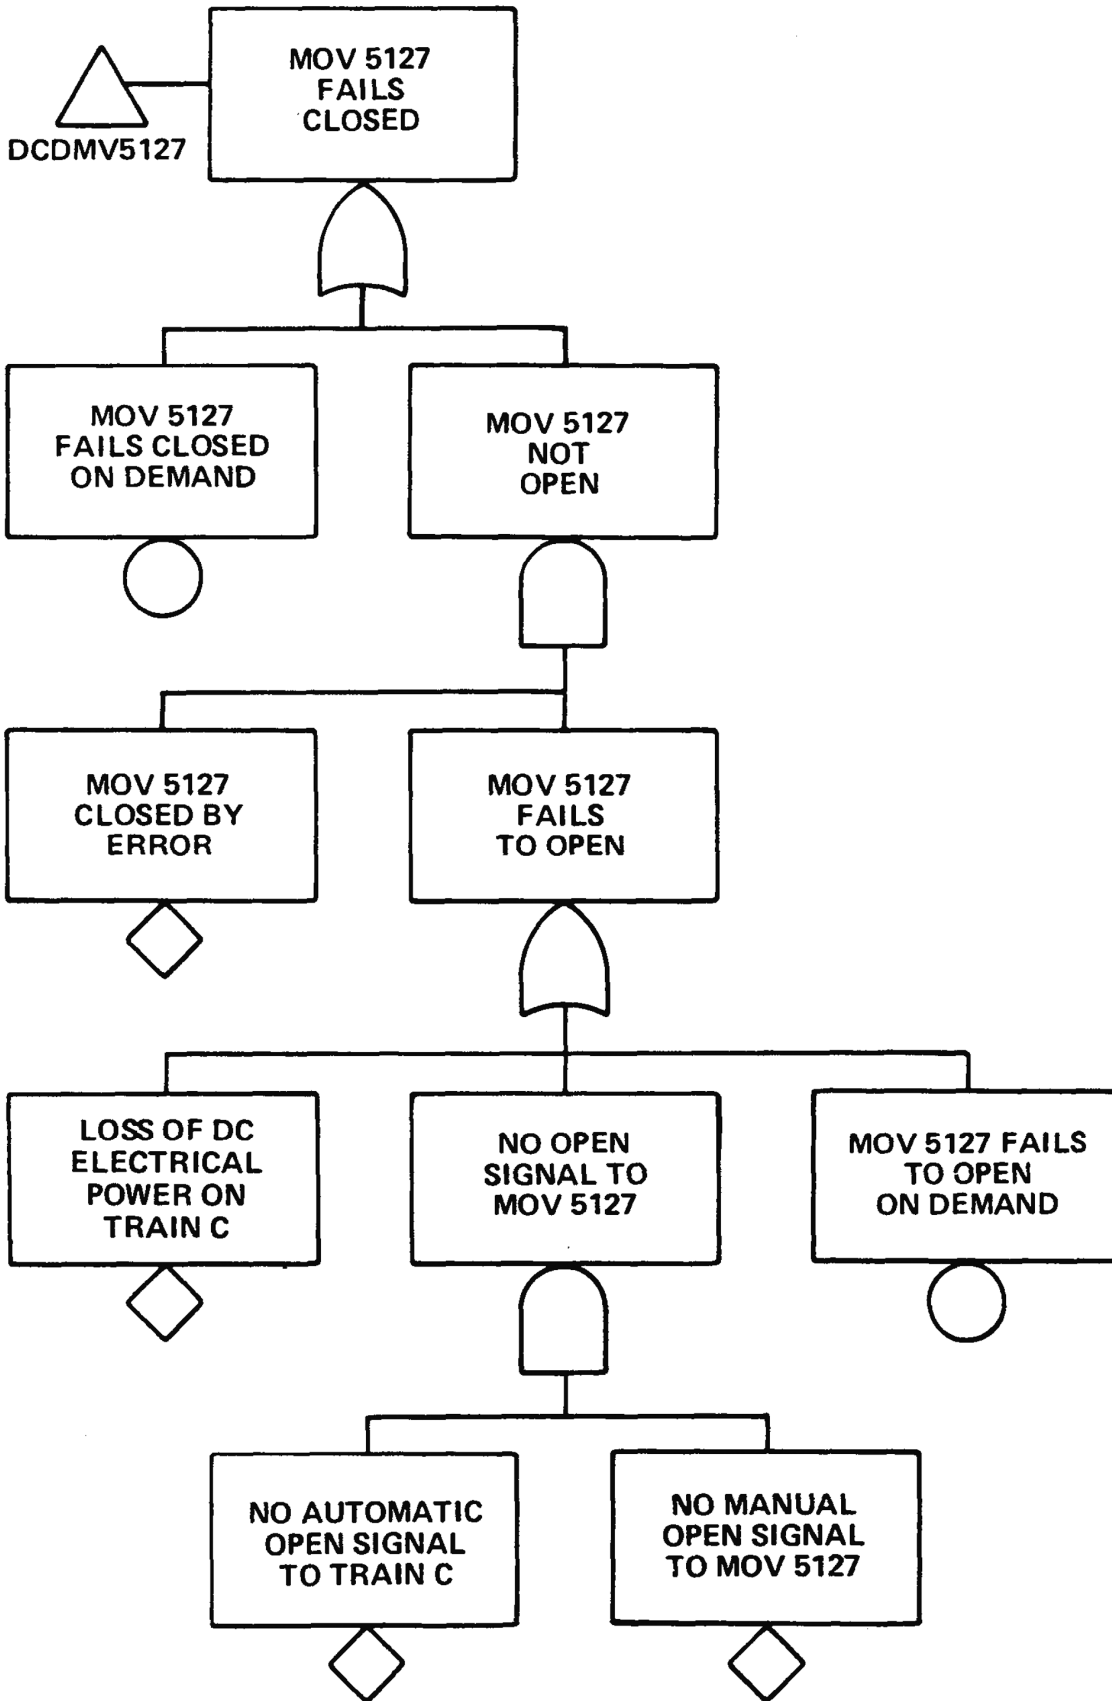 MOV 5127
FAILS
CLOSED
DCDMV5127
MOV 5127
FAILS CLOSED
ON DEMAND
MOV 5127
NOT
OPEN
MOV 5127
CLOSED BY
ERROR
MOV 5127
FAILS
TO OPEN
LOSS OF DC
ELECTRICAL
POWER ON
TRAIN C
NO OPEN
SIGNAL TO
MOV 5127
MOV 5127 FAILS
TO OPEN
ON DEMAND
NO AUTOMATIC
OPEN SIGNAL
TO TRAIN C
NO MANUAL
OPEN SIGNAL
TO MOV 5127